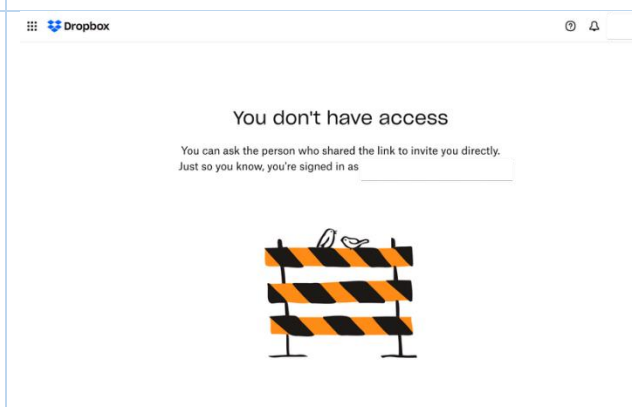 Dropbox
You don't have access
You can ask the person who shared the link to invite you directly.
Just so you know, you're signed in as